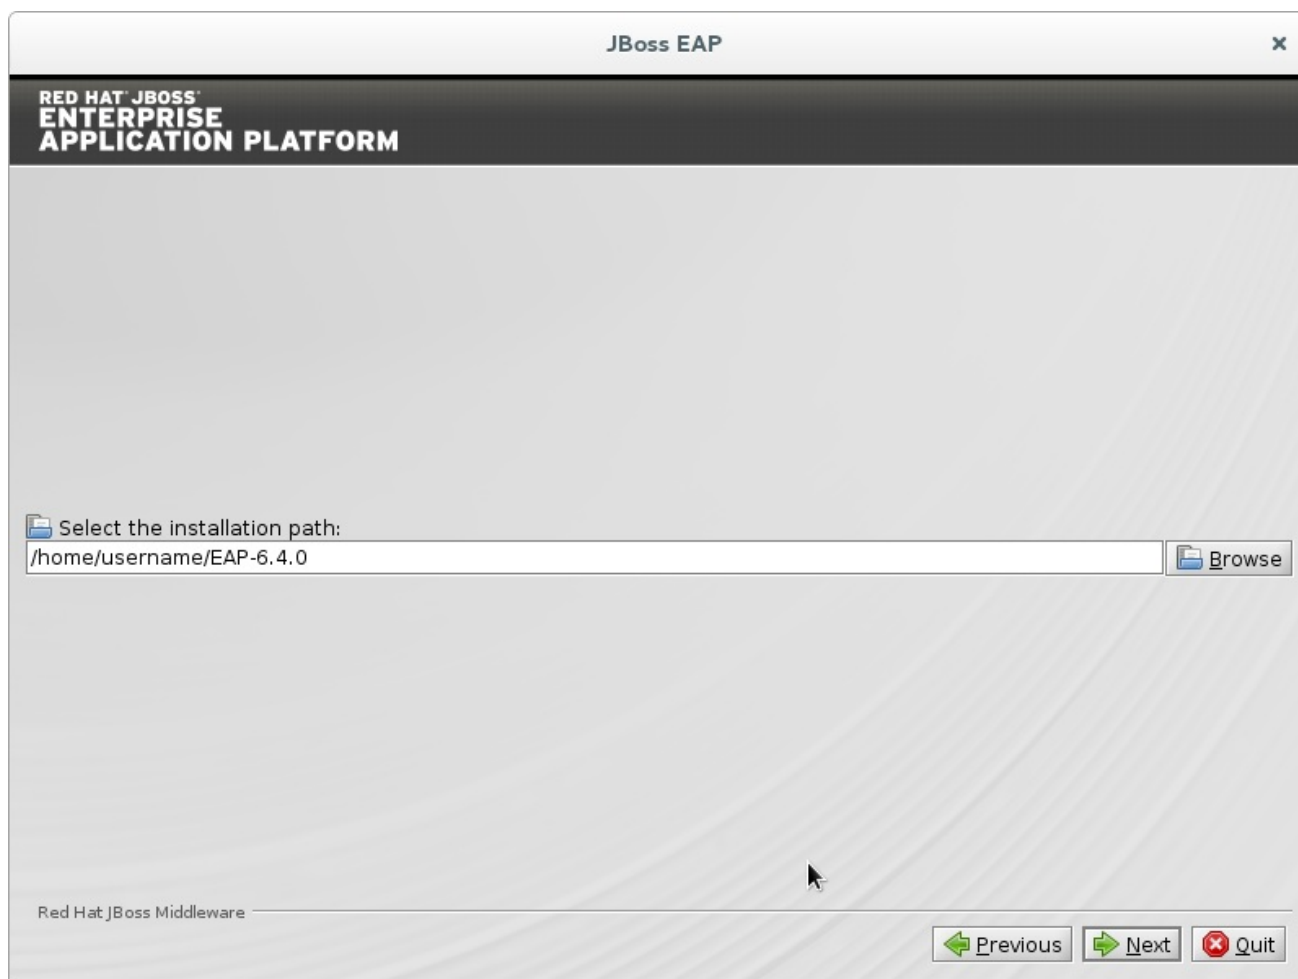 JBoss EAP
RED HAT JBOSS
ENTERPRISE
APPLICATION PLATFORM
Select the installation path:
/home/username/EAP-6.4.0
Browse
Red Hat JBoss Middleware
Previous Next Quit